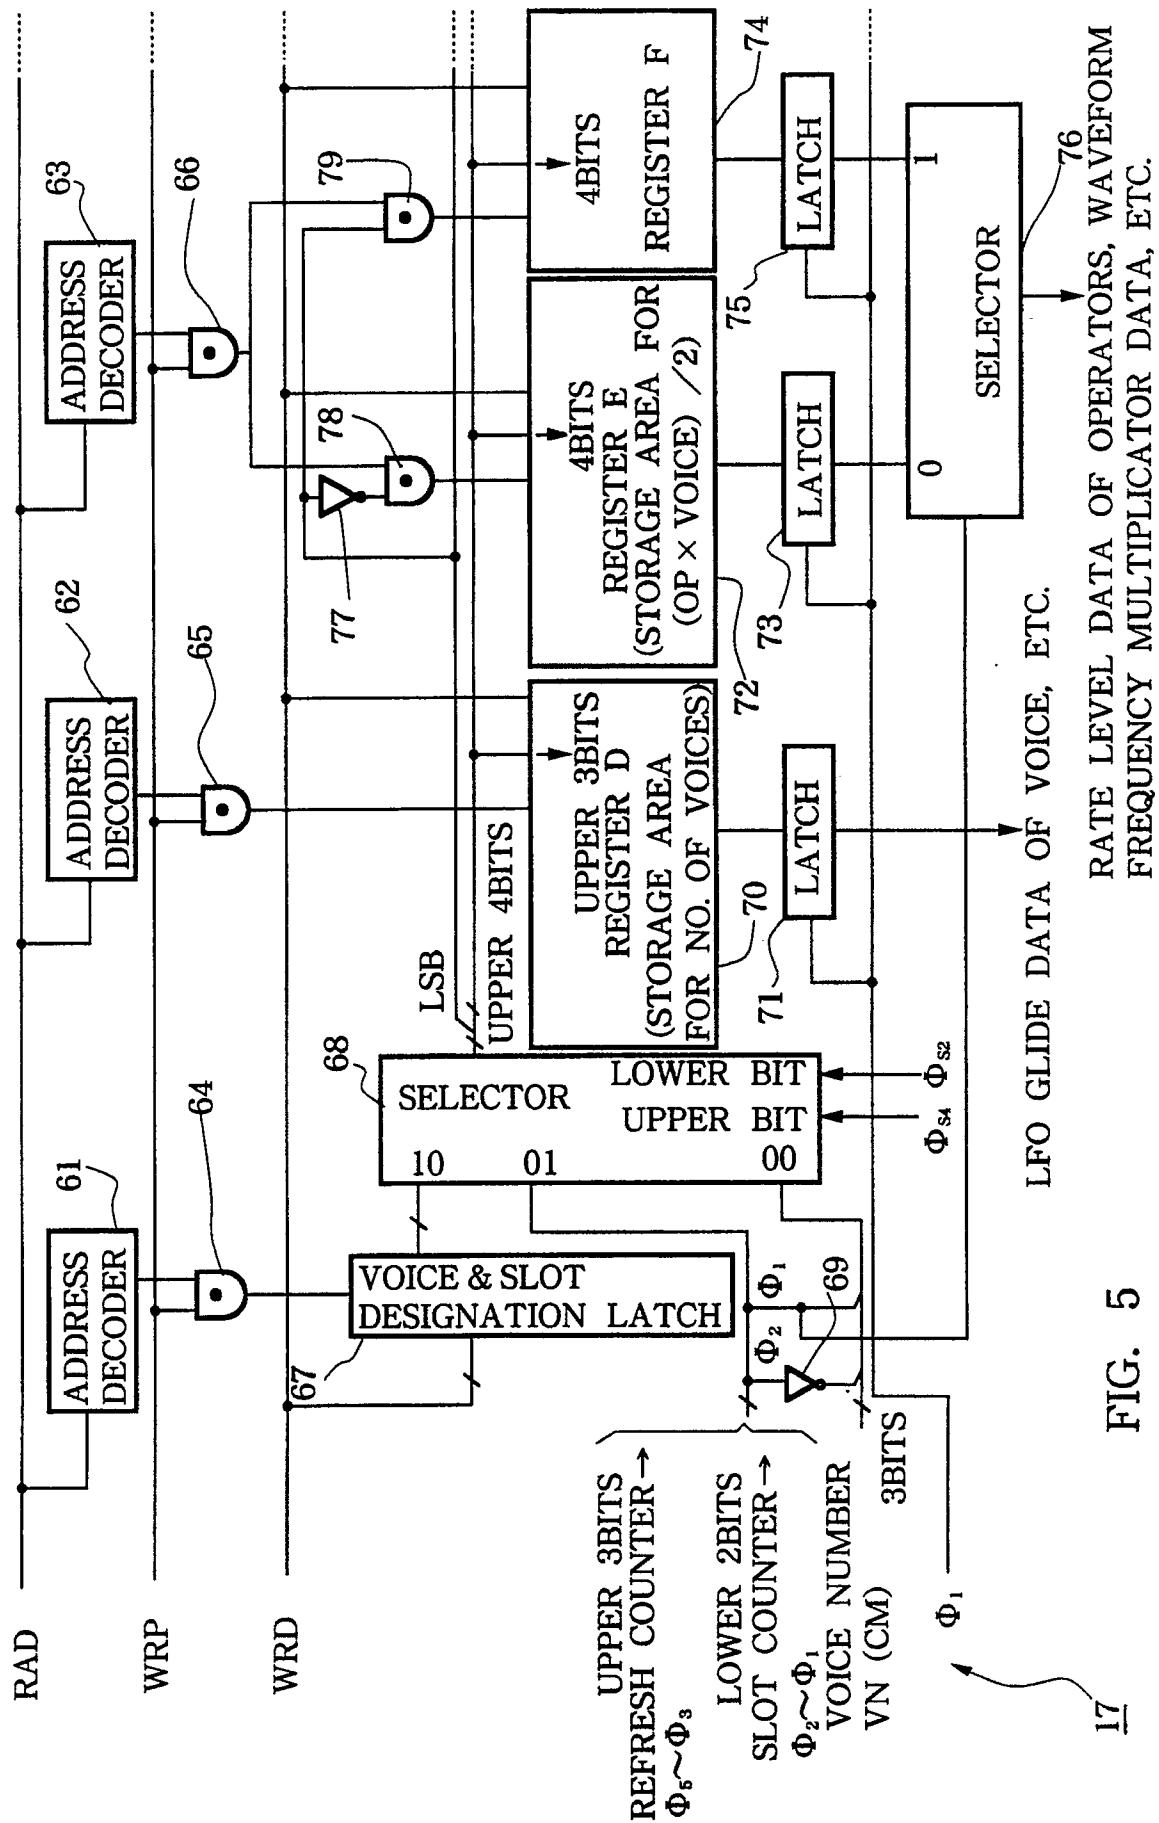 RAD
WRP
WRD
ADDRESS
DECODER
61
64
ADDRESS
DECODER
62
65
ADDRESS
DECODER
63
66
VOICE & SLOT
DESIGNATION LATCH
67
SELECTOR
68
10
01
00
LOWER BIT
UPPER BIT
ΦS4
ΦS2
LSB
UPPER 4BITS
77
78
79
UPPER 3BITS
REGISTER D
(STORAGE AREA
FOR NO. OF VOICES)
70
4BITS
REGISTER E
(STORAGE AREA FOR
(OP × VOICE) /2)
72
4BITS
REGISTER F
74
LATCH
71
LATCH
73
LATCH
75
0
1
SELECTOR
76
UPPER 3BITS
REFRESH COUNTER→
Φ5~Φ3
LOWER 2BITS
SLOT COUNTER→
Φ2~Φ1
VOICE NUMBER
VN (CM)
Φ2
Φ1
69
3BITS
Φ1
LFO GLIDE DATA OF VOICE, ETC.
RATE LEVEL DATA OF OPERATORS, WAVEFORM
FREQUENCY MULTIPLICATOR DATA, ETC.
17
FIG. 5